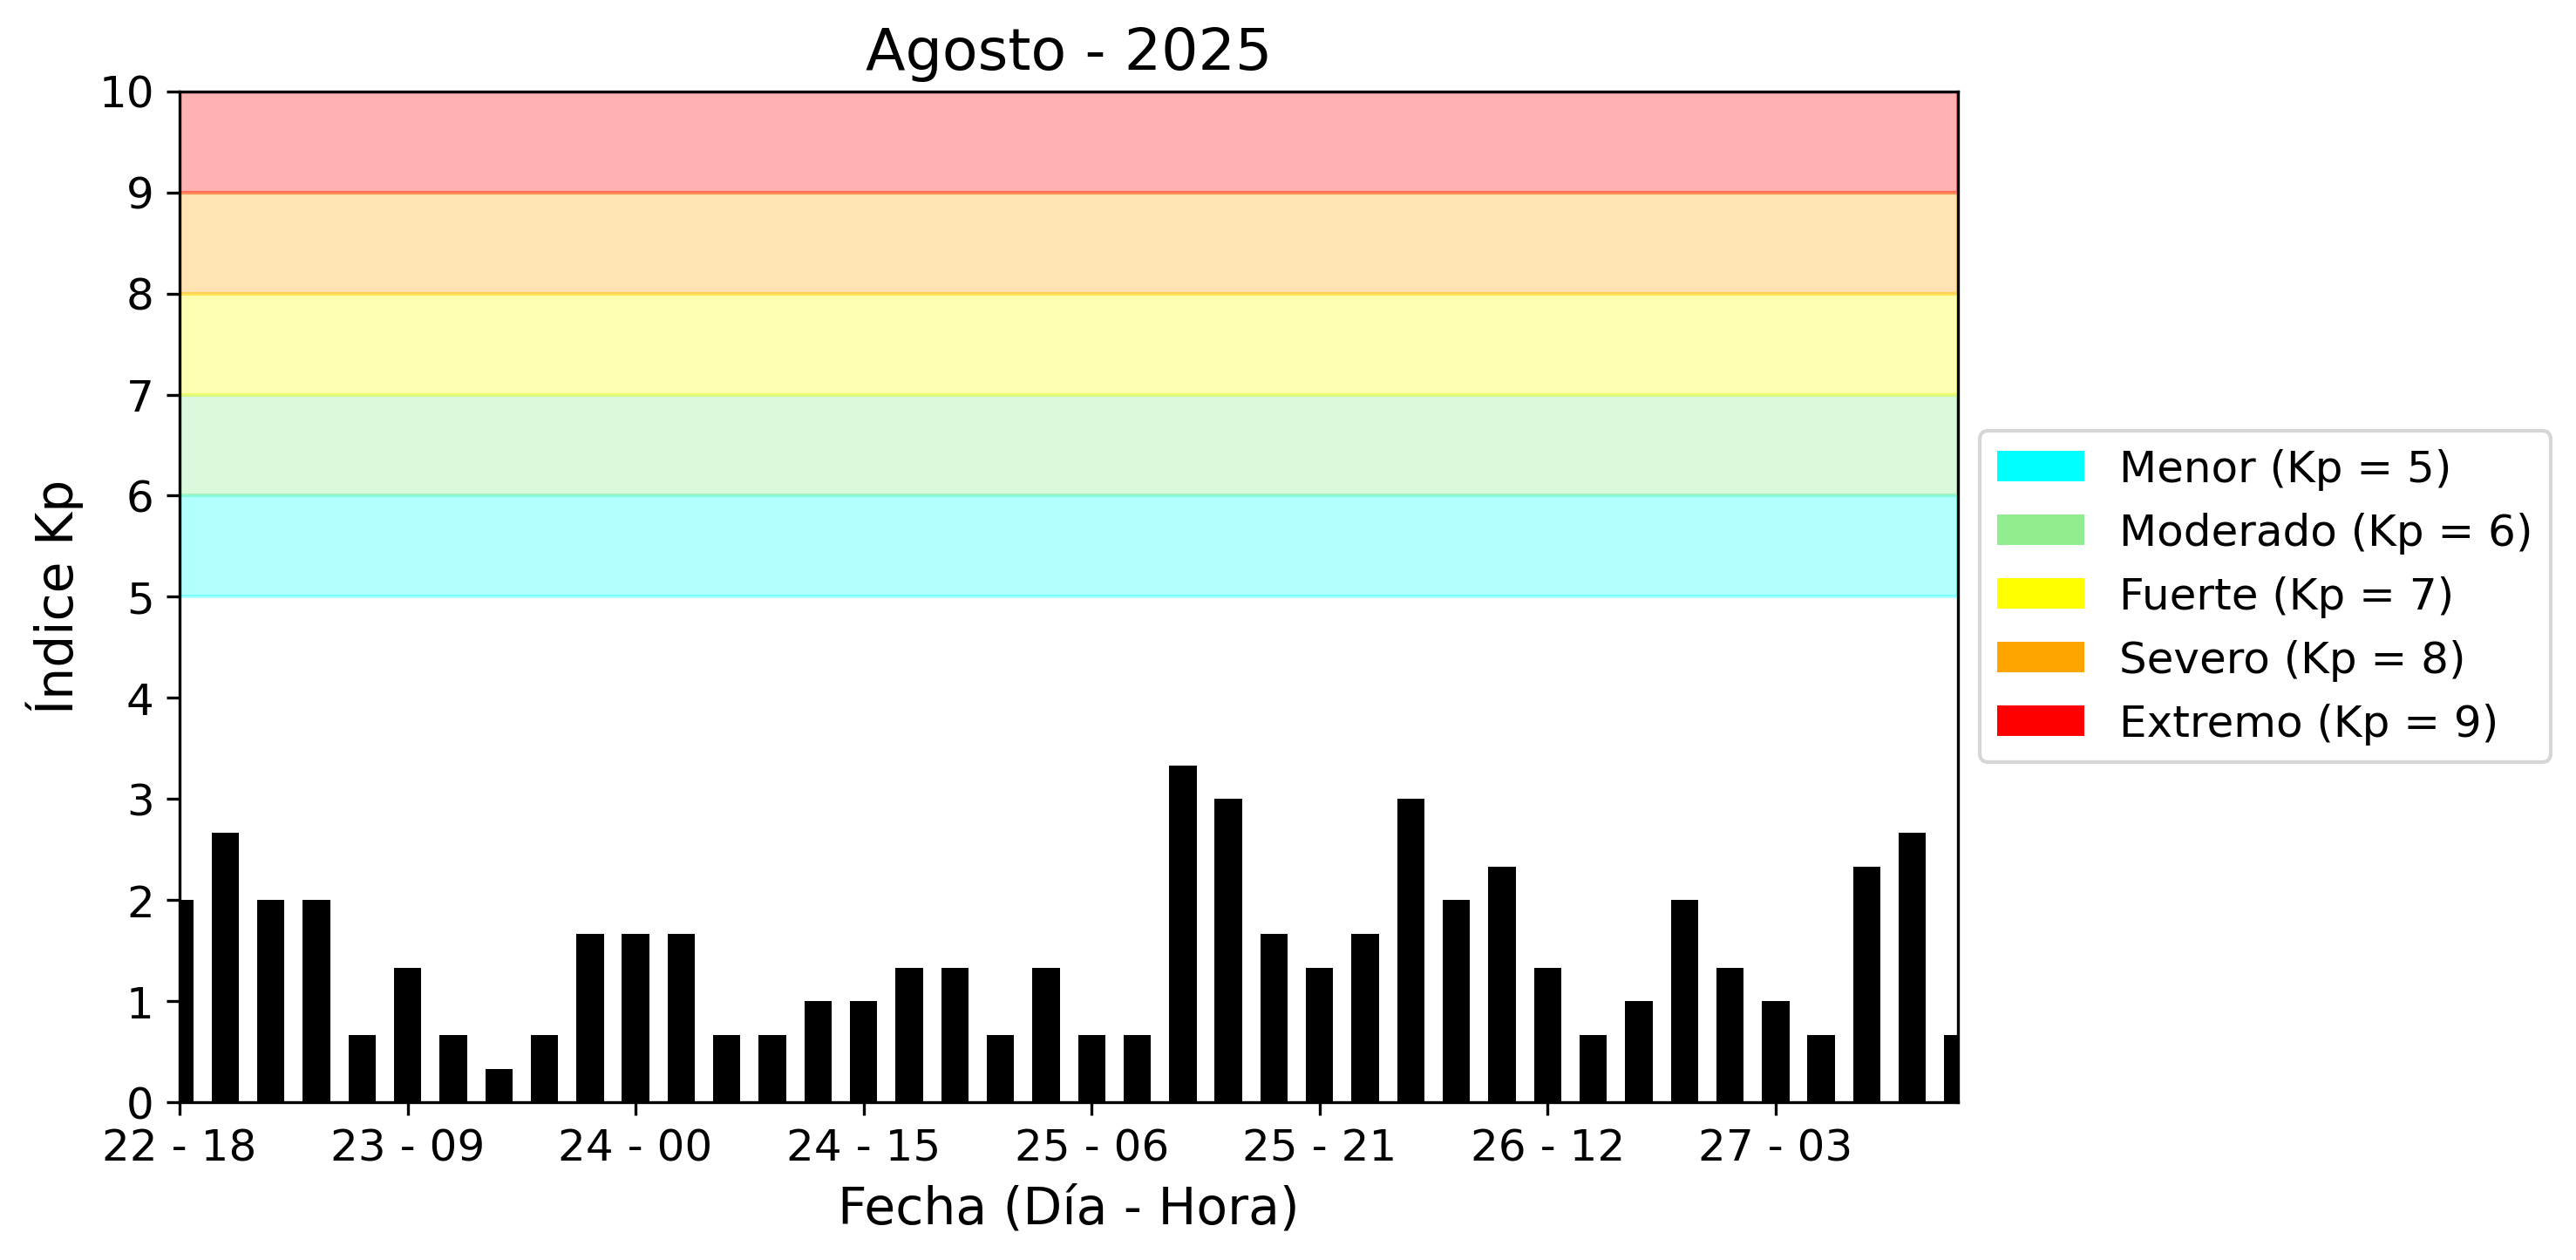 Agosto - 2025
10
9
8
7
6
5
4
3
2
1
0
Índice Kp
22 - 18
23 - 09
24 - 00
24 - 15
25 - 06
25 - 21
26 - 12
27 - 03
Fecha (Día - Hora)
Menor (Kp = 5)
Moderado (Kp = 6)
Fuerte (Kp = 7)
Severo (Kp = 8)
Extremo (Kp = 9)